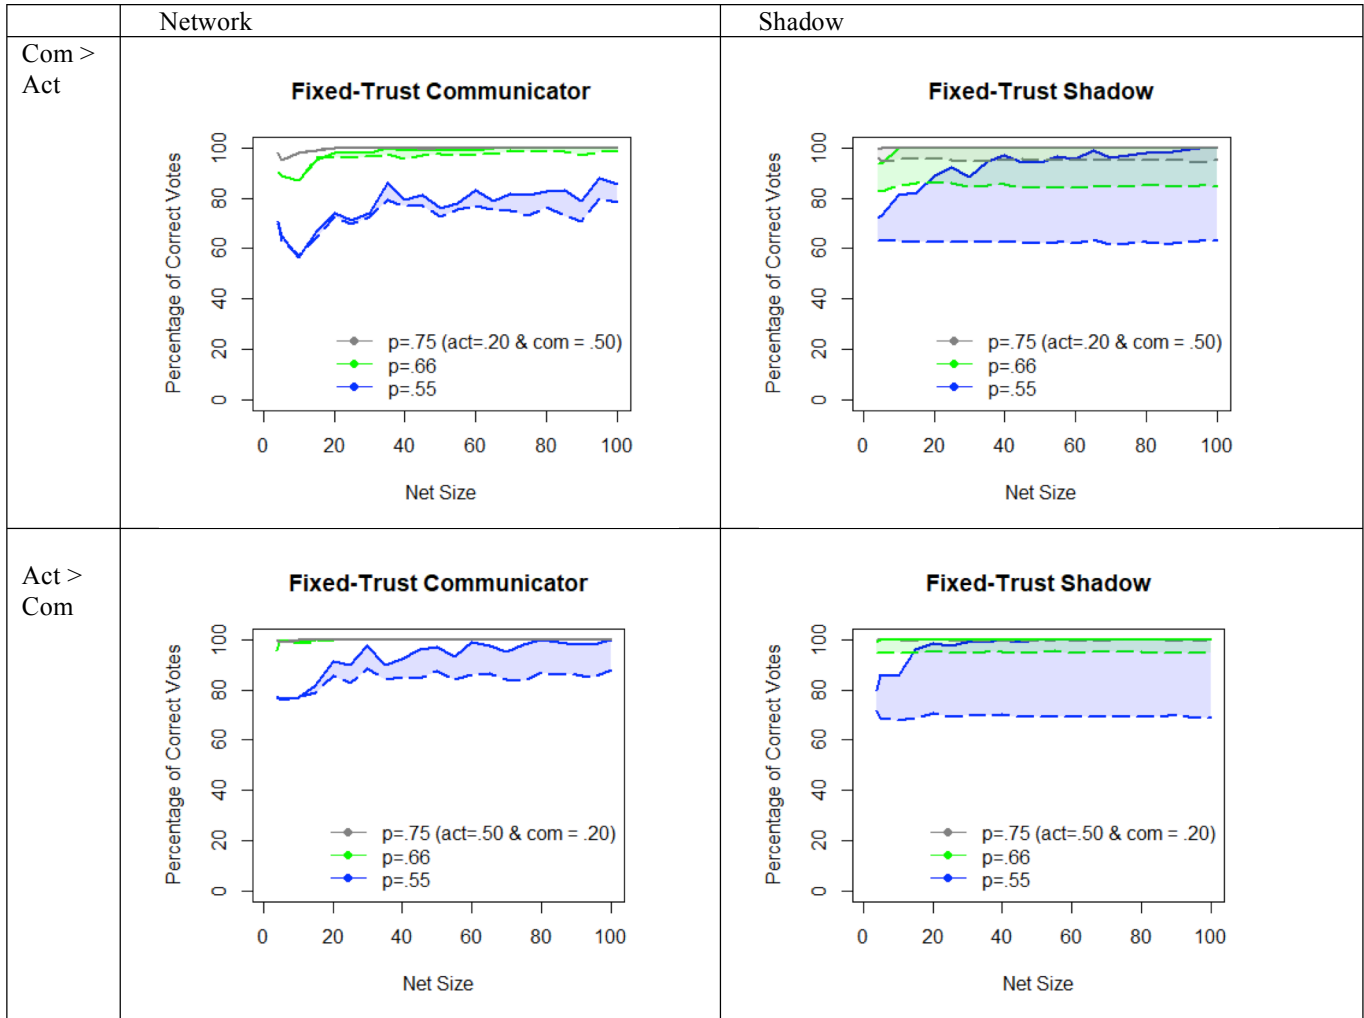 Network
Shadow
Com >
Act
Fixed-Trust Communicator
Percentage of Correct Votes
100
80
60
40
20
0
p=.75 (act=.20 & com = .50)
p=.66
p=.55
0 20 40 60 80 100
Net Size
Fixed-Trust Shadow
Percentage of Correct Votes
100
80
60
40
20
0
p=.75 (act=.20 & com = .50)
p=.66
p=.55
0 20 40 60 80 100
Net Size
Act >
Com
Fixed-Trust Communicator
Percentage of Correct Votes
100
80
60
40
20
0
p=.75 (act=.50 & com = .20)
p=.66
p=.55
0 20 40 60 80 100
Net Size
Fixed-Trust Shadow
Percentage of Correct Votes
100
80
60
40
20
0
p=.75 (act=.50 & com = .20)
p=.66
p=.55
0 20 40 60 80 100
Net Size